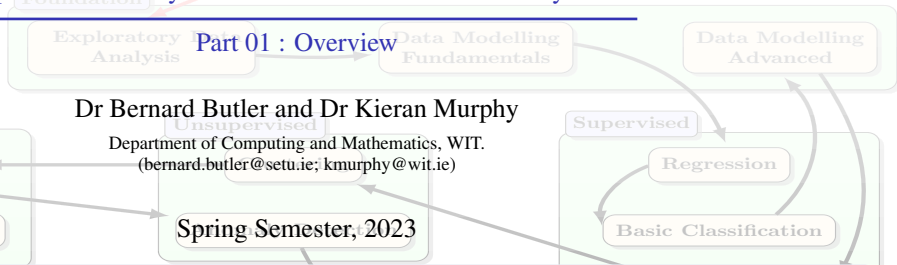 Part 01 : Overview
Exploratory Data
Analysis
Data Modelling
Fundamentals
Data Modelling
Advanced
Dr Bernard Butler and Dr Kieran Murphy
Unsupervised
Supervised
Department of Computing and Mathematics, WIT.
(bernard.butler@setu.ie; kmurphy@wit.ie)
Regression
Spring Semester, 2023
Basic Classification